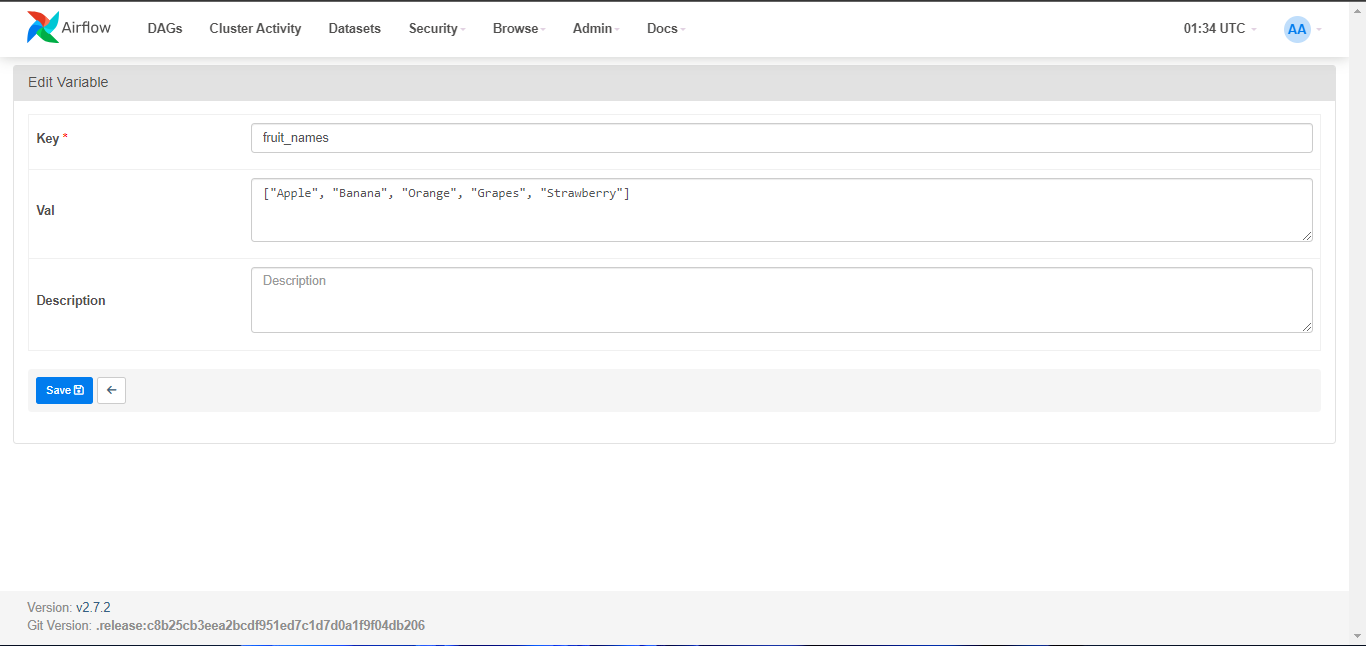 Airflow DAGs Cluster Activity Datasets Security Browse Admin Docs 01:34 UTC AA
Edit Variable
Key * fruit_names
Val ["Apple", "Banana", "Orange", "Grapes", "Strawberry"]
Description Description
Save
Version: v2.7.2
Git Version: .release:c8b25cb3eea2bcdf951ed7c1d7d0a1f9f04db206